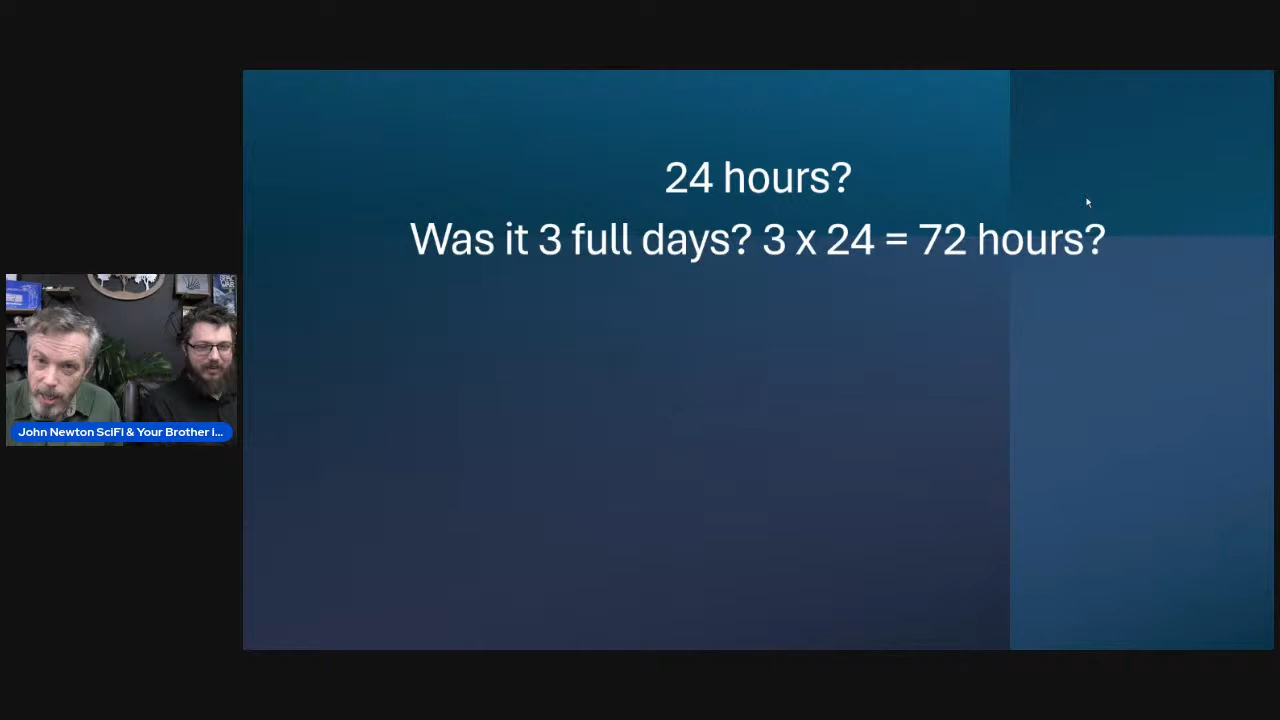 24 hours?
Was it 3 full days? 3 x 24 = 72 hours?
John Newton SciFi & Your Brother i...